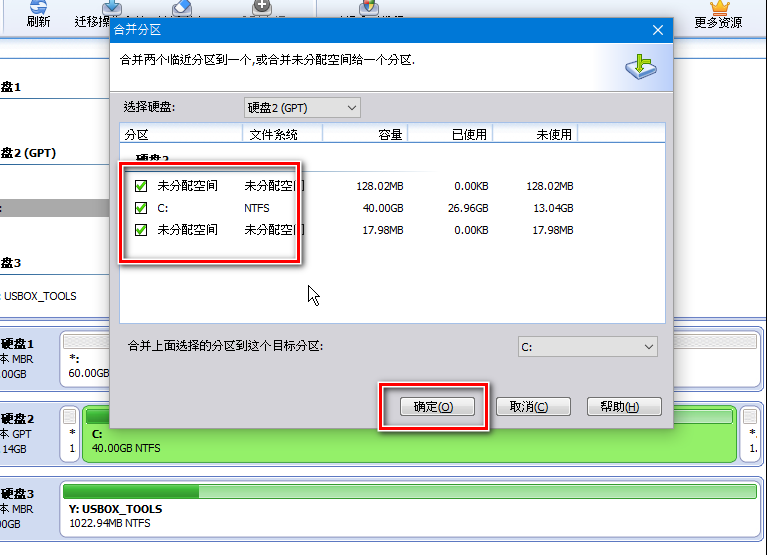 刷新
迁移操
更多资源
合并分区
合并两个临近分区到一个,或合并未分配空间给一个分区.
选择硬盘:
硬盘2 (GPT)
分区 文件系统 容量 已使用 未使用
硬盘2
未分配空间 未分配空间 128.02MB 0.00KB 128.02MB
C: NTFS 40.00GB 26.96GB 13.04GB
未分配空间 未分配空间 17.98MB 0.00KB 17.98MB
合并上面选择的分区到这个目标分区:
C:
确定(O)
取消(C)
帮助(H)
盘1
盘2 (GPT)
盘3
: USBOX_TOOLS
硬盘1
本 MBR
.00GB
*:
60.00GB
硬盘2
本 GPT
.14GB
*
1
C:
40.00GB NTFS
*.
1.
硬盘3
本 MBR
00GB
Y: USBOX_TOOLS
1022.94MB NTFS